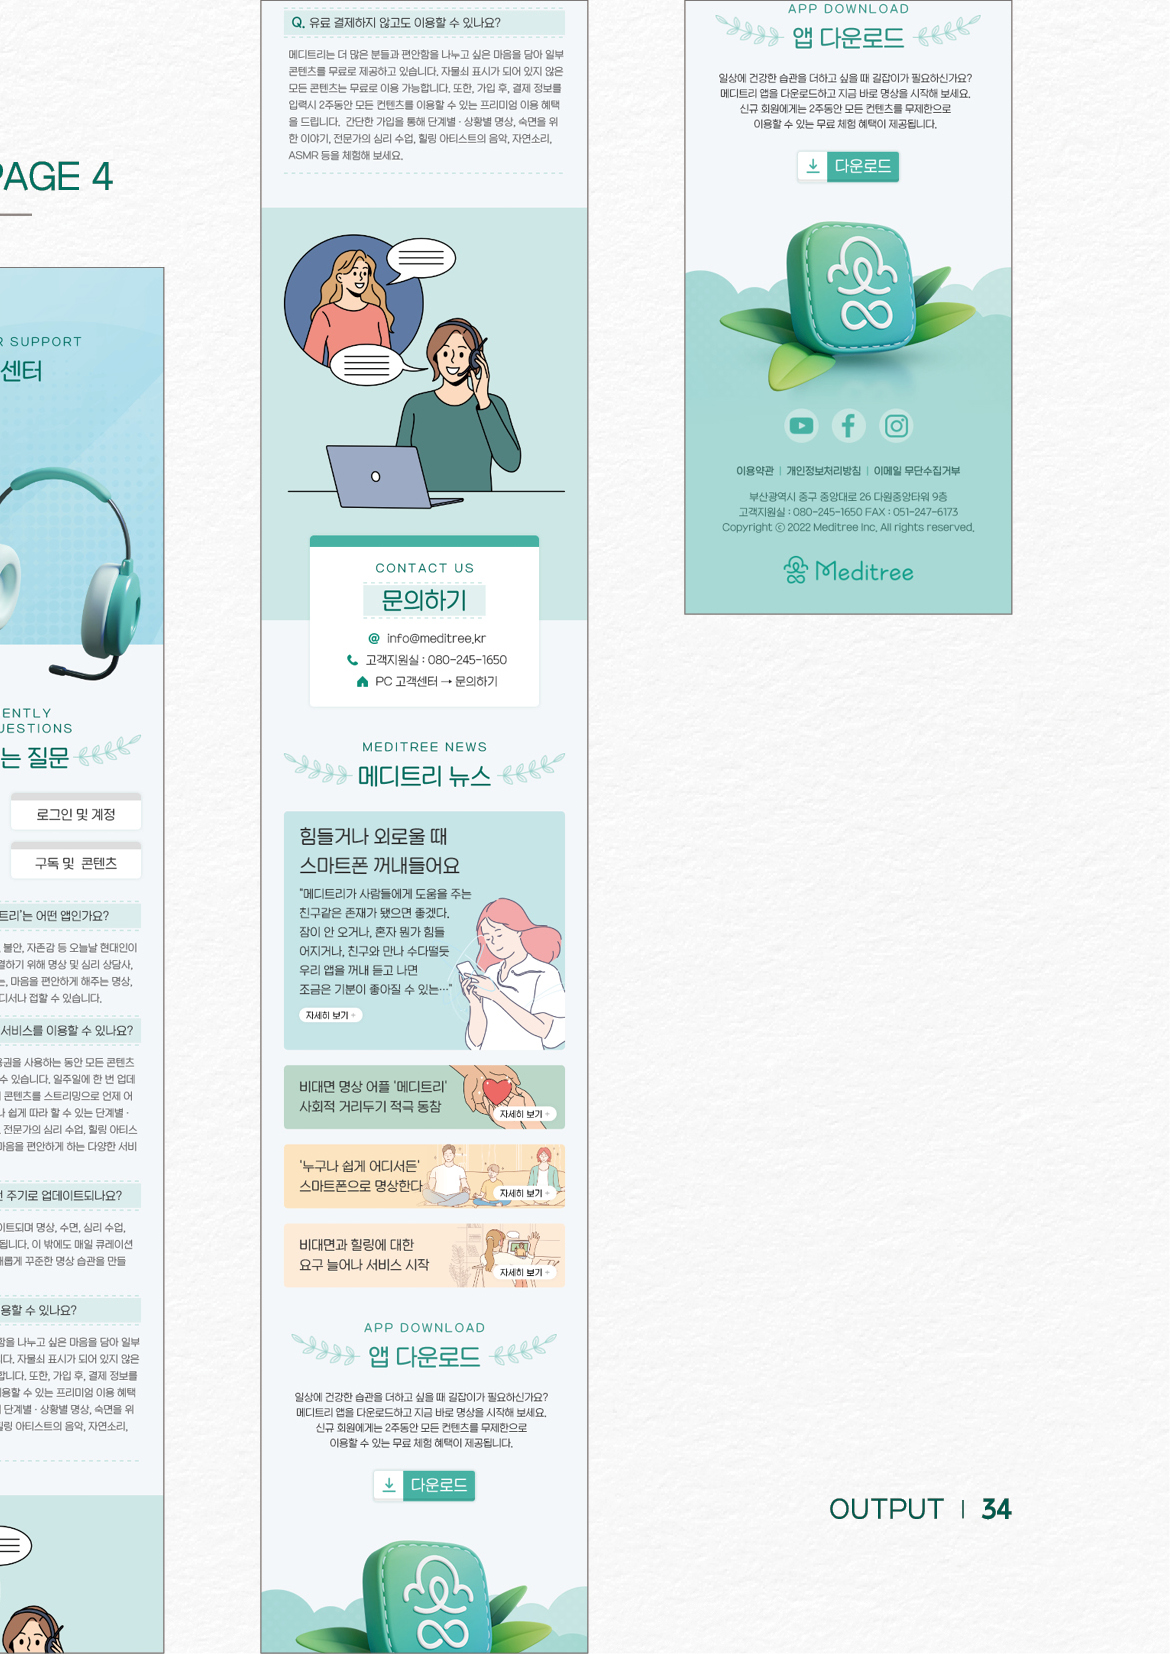 PAGE 4
R SUPPORT
센터
ENTLY
UESTIONS
는 질문
로그인 및 계정
구독 및 콘텐츠
트리'는 어떤 앱인가요?
불안, 자존감 등 오늘날 현대인이
결하기 위해 명상 및 심리 상담사,
는, 마음을 편안하게 해주는 명상,
디서나 접할 수 있습니다.
서비스를 이용할 수 있나요?
용권을 사용하는 동안 모든 콘텐츠
수 있습니다. 일주일에 한 번 업데
콘텐츠를 스트리밍으로 언제 어
나 쉽게 따라 할 수 있는 단계별 ·
전문가의 심리 수업, 힐링 아티스
마음을 편안하게 하는 다양한 서비
주기로 업데이트되나요?
이트되며 명상, 수면, 심리 수업,
됩니다. 이 밖에도 매일 큐레이션
새롭게 꾸준한 명상 습관을 만들
용할 수 있나요?
함을 나누고 싶은 마음을 담아 일부
니다. 자물쇠 표시가 되어 있지 않은
합니다. 또한, 가입 후, 결제 정보를
용할 수 있는 프리미엄 이용 혜택
단계별 · 상황별 명상, 숙면을 위
힐링 아티스트의 음악, 자연소리,
Q. 유료 결제하지 않고도 이용할 수 있나요?
메디트리는 더 많은 분들과 편안함을 나누고 싶은 마음을 담아 일부
콘텐츠를 무료로 제공하고 있습니다. 자물쇠 표시가 되어 있지 않은
모든 콘텐츠는 무료로 이용 가능합니다. 또한, 가입 후, 결제 정보를
입력시 2주동안 모든 컨텐츠를 이용할 수 있는 프리미엄 이용 혜택
을 드립니다. 간단한 가입을 통해 단계별 · 상황별 명상, 숙면을 위
한 이야기, 전문가의 심리 수업, 힐링 아티스트의 음악, 자연소리,
ASMR 등을 체험해 보세요.
CONTACT US
문의하기
@ info@meditree.kr
고객지원실 : 080-245-1650
PC 고객센터 → 문의하기
MEDITREE NEWS
메디트리 뉴스
힘들거나 외로울 때
스마트폰 꺼내들어요
"메디트리가 사람들에게 도움을 주는
친구같은 존재가 됐으면 좋겠다.
잠이 안 오거나, 혼자 뭔가 힘들
어지거나, 친구와 만나 수다떨듯
우리 앱을 꺼내 듣고 나면
조금은 기분이 좋아질 수 있는…"
자세히 보기 +
비대면 명상 어플 '메디트리'
사회적 거리두기 적극 동참
자세히 보기 +
'누구나 쉽게 어디서든'
스마트폰으로 명상한다
자세히 보기 +
비대면과 힐링에 대한
요구 늘어나 서비스 시작
자세히 보기 +
APP DOWNLOAD
앱 다운로드
일상에 건강한 습관을 더하고 싶을 때 길잡이가 필요하신가요?
메디트리 앱을 다운로드하고 지금 바로 명상을 시작해 보세요.
신규 회원에게는 2주동안 모든 컨텐츠를 무제한으로
이용할 수 있는 무료 체험 혜택이 제공됩니다.
다운로드
APP DOWNLOAD
앱 다운로드
일상에 건강한 습관을 더하고 싶을 때 길잡이가 필요하신가요?
메디트리 앱을 다운로드하고 지금 바로 명상을 시작해 보세요.
신규 회원에게는 2주동안 모든 컨텐츠를 무제한으로
이용할 수 있는 무료 체험 혜택이 제공됩니다.
다운로드
이용약관 | 개인정보처리방침 | 이메일 무단수집거부
부산광역시 중구 중앙대로 26 다원중앙타워 9층
고객지원실 : 080-245-1650 FAX : 051-247-6173
Copyright ⓒ 2022 Meditree Inc, All rights reserved.
Meditree
OUTPUT | 34